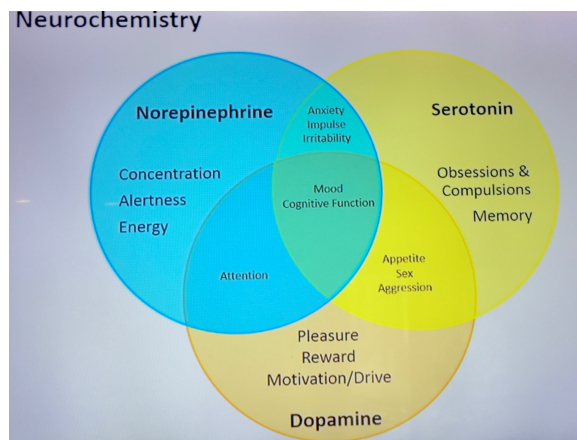 Neurochemistry
Norepinephrine
Anxiety
Impulse
Irritability
Serotonin
Concentration
Alertness
Energy
Mood
Cognitive Function
Obsessions &
Compulsions
Memory
Attention
Appetite
Sex
Aggression
Pleasure
Reward
Motivation/Drive
Dopamine